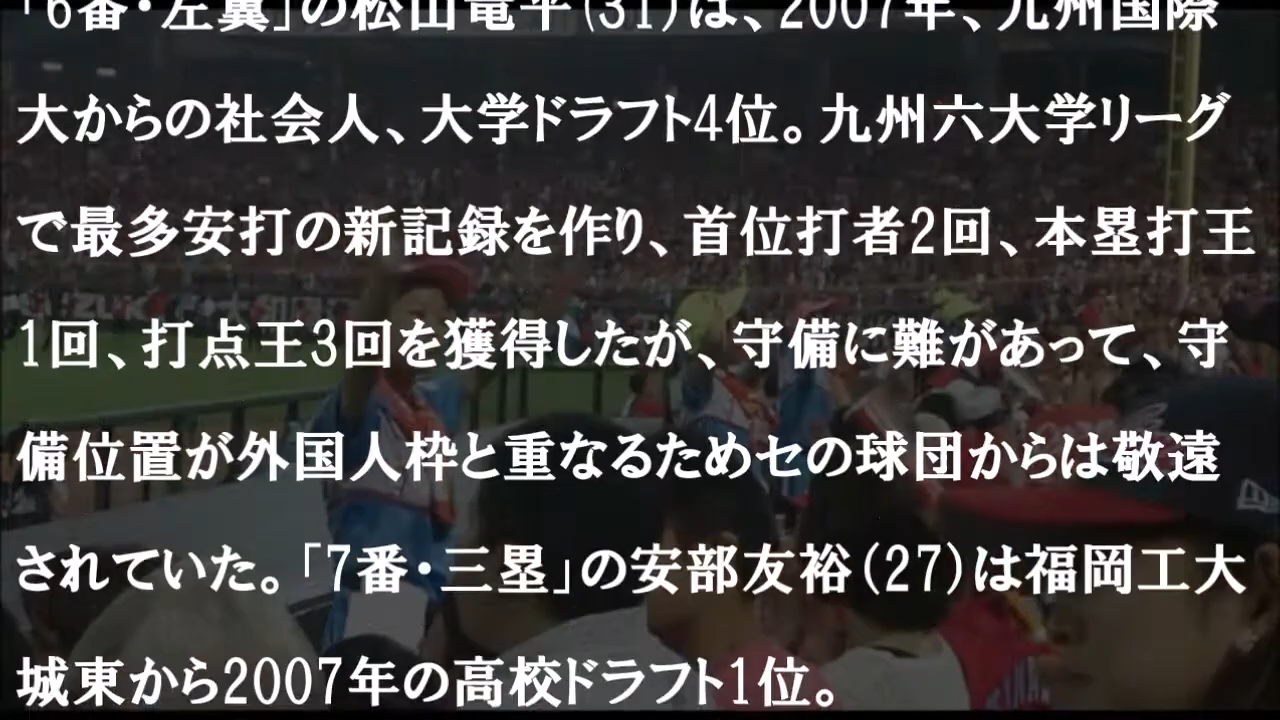 「6番・左翼」の松山竜平(31)は、2007年、九州国際
大からの社会人、大学ドラフト4位。九州六大学リーグ
で最多安打の新記録を作り、首位打者2回、本塁打王
1回、打点王3回を獲得したが、守備に難があって、守
備位置が外国人枠と重なるためセの球団からは敬遠
されていた。「7番・三塁」の安部友裕(27)は福岡工大
城東から2007年の高校ドラフト1位。